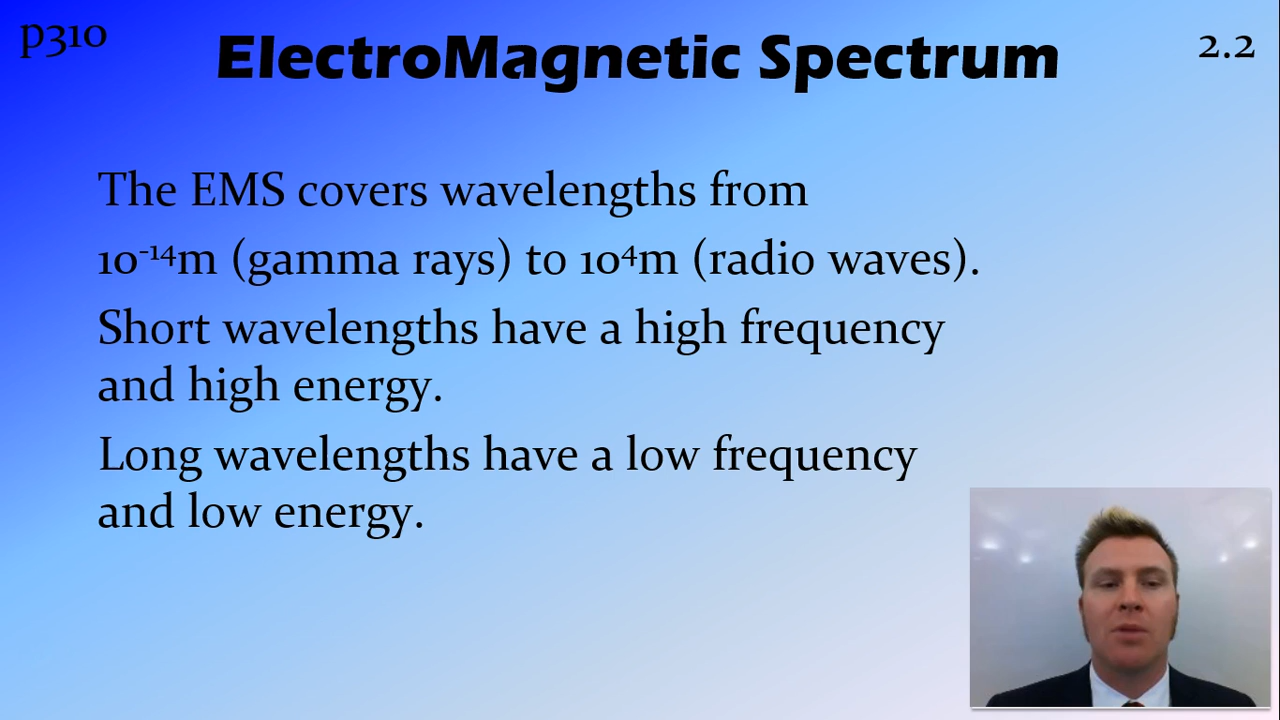 p310
ElectroMagnetic Spectrum
2.2
The EMS covers wavelengths from
10⁻¹⁴m (gamma rays) to 10⁴m (radio waves).
Short wavelengths have a high frequency
and high energy.
Long wavelengths have a low frequency
and low energy.